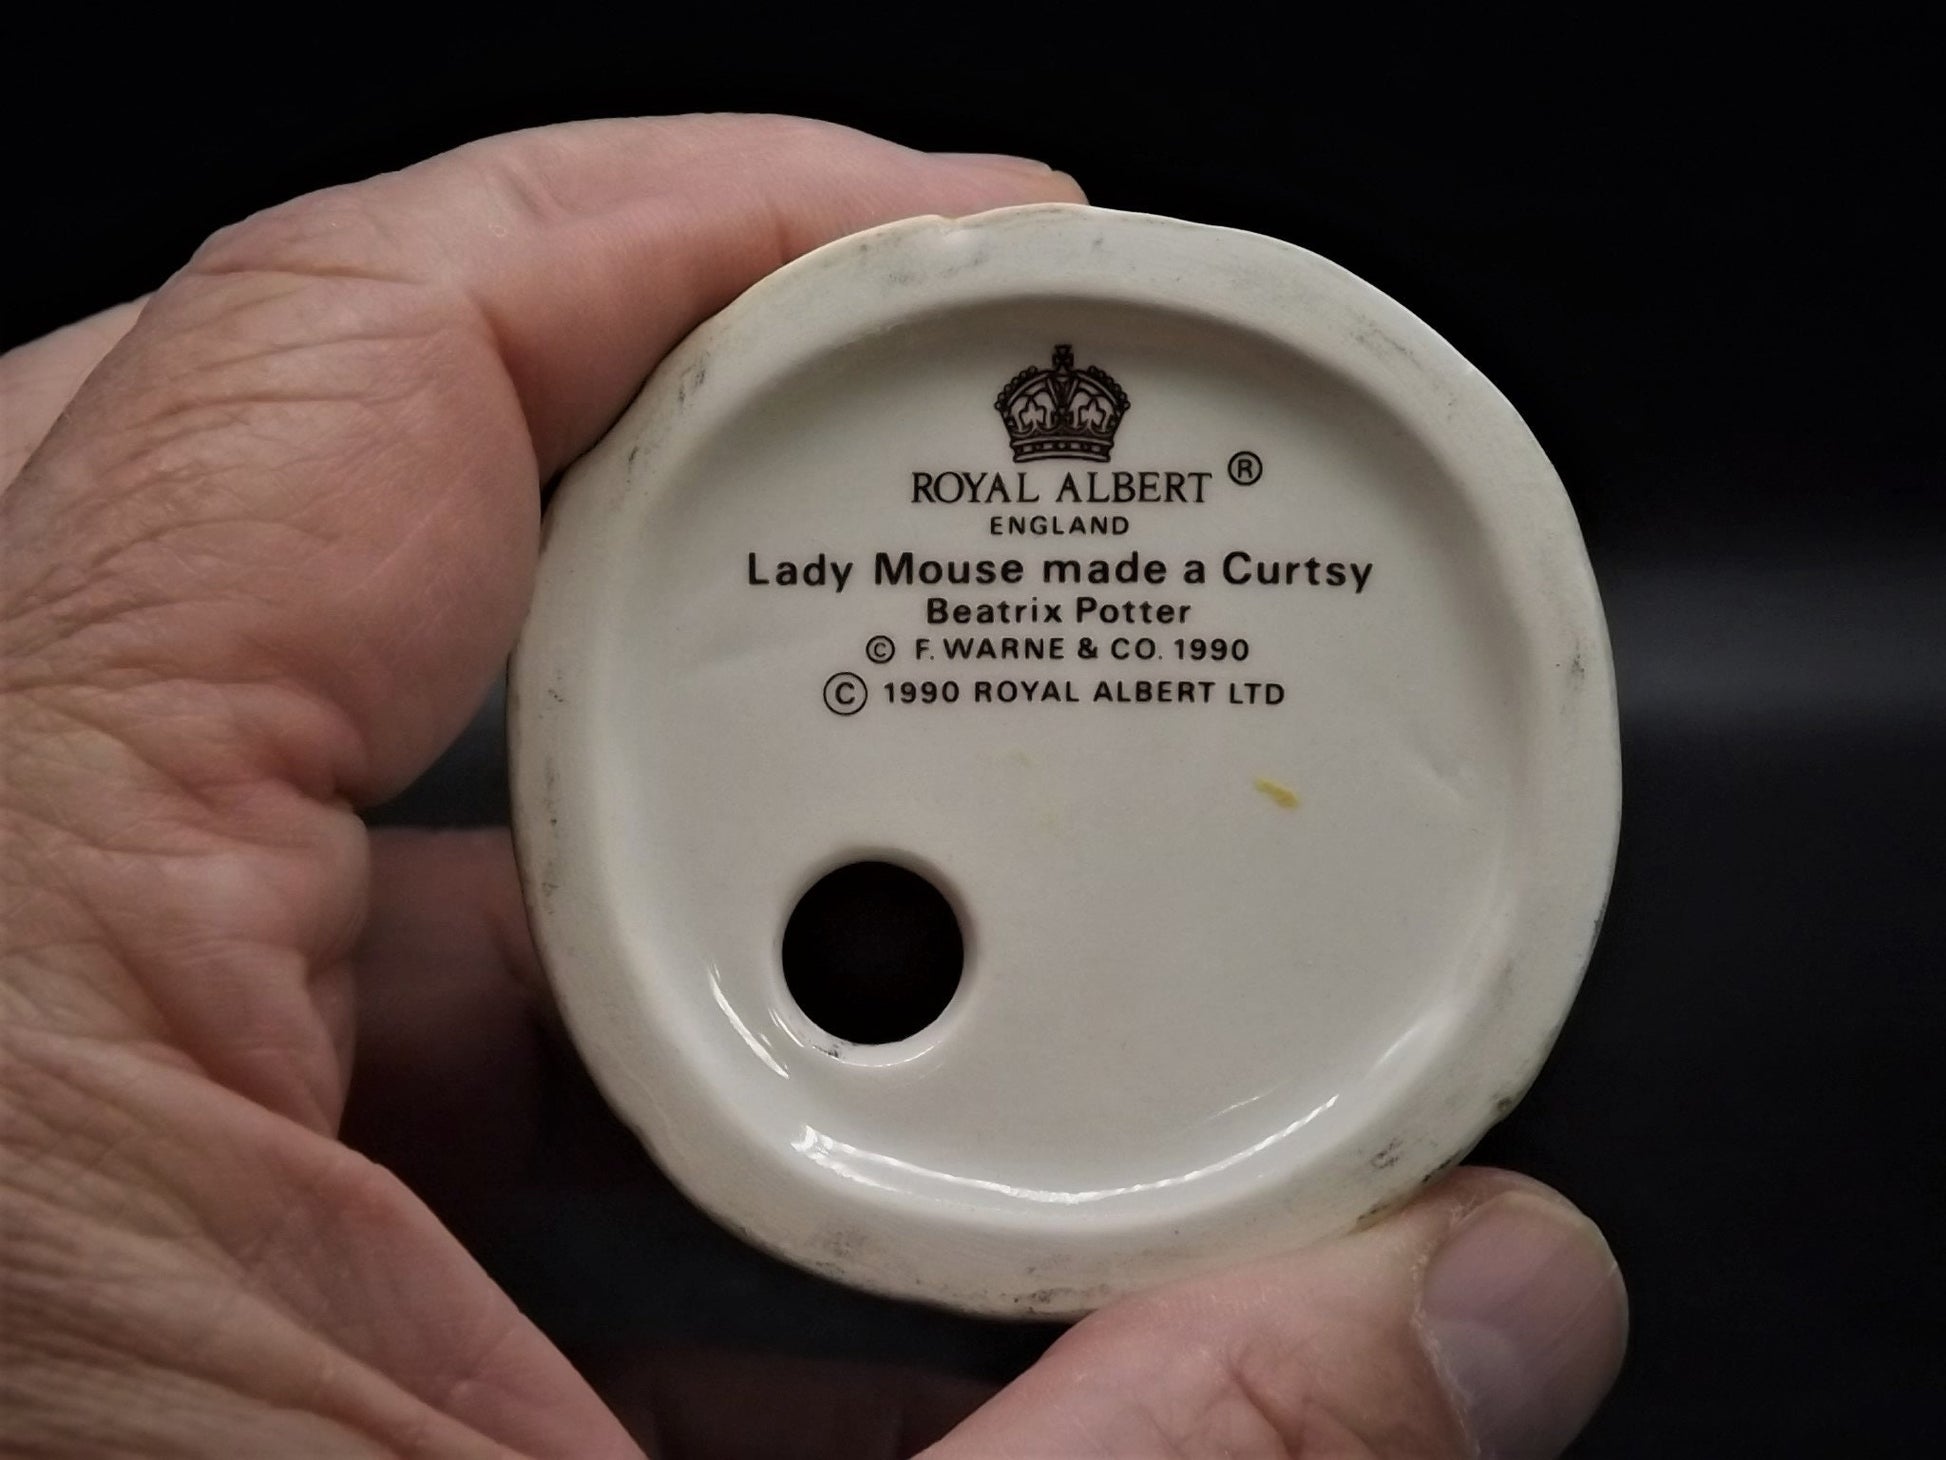 ROYAL ALBERT ®
ENGLAND
Lady Mouse made a Curtsy
Beatrix Potter
© F. WARNE & CO. 1990
© 1990 ROYAL ALBERT LTD